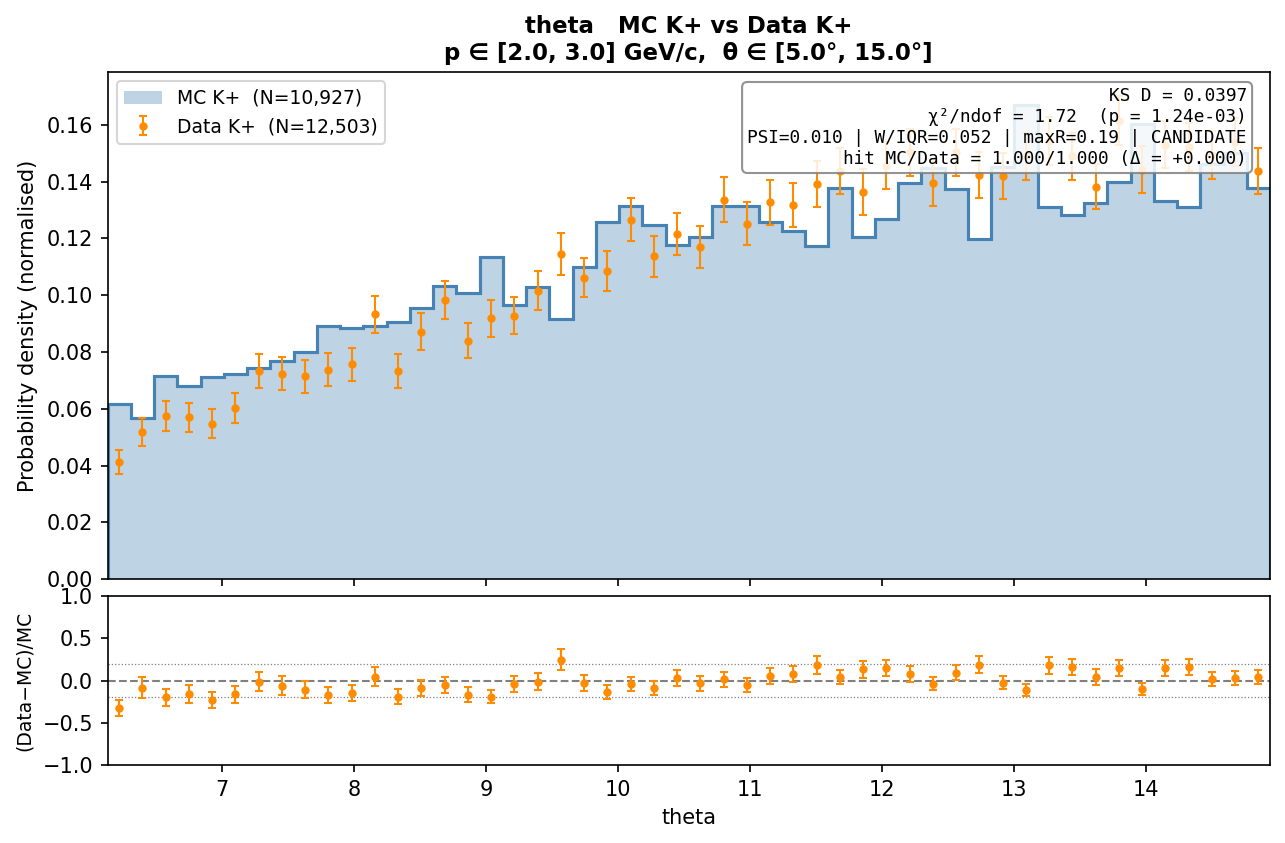 theta   MC K+ vs Data K+
p ∈ [2.0, 3.0] GeV/c,  θ ∈ [5.0°, 15.0°]
MC K+  (N=10,927)
Data K+  (N=12,503)
KS D = 0.0397
χ²/ndof = 1.72  (p = 1.24e-03)
PSI=0.010 | W/IQR=0.052 | maxR=0.19 | CANDIDATE
hit MC/Data = 1.000/1.000 (Δ = +0.000)
Probability density (normalised)
0.16
0.14
0.12
0.10
0.08
0.06
0.04
0.02
0.00
(Data−MC)/MC
1.0
0.5
0.0
−0.5
−1.0
7 8 9 10 11 12 13 14
theta